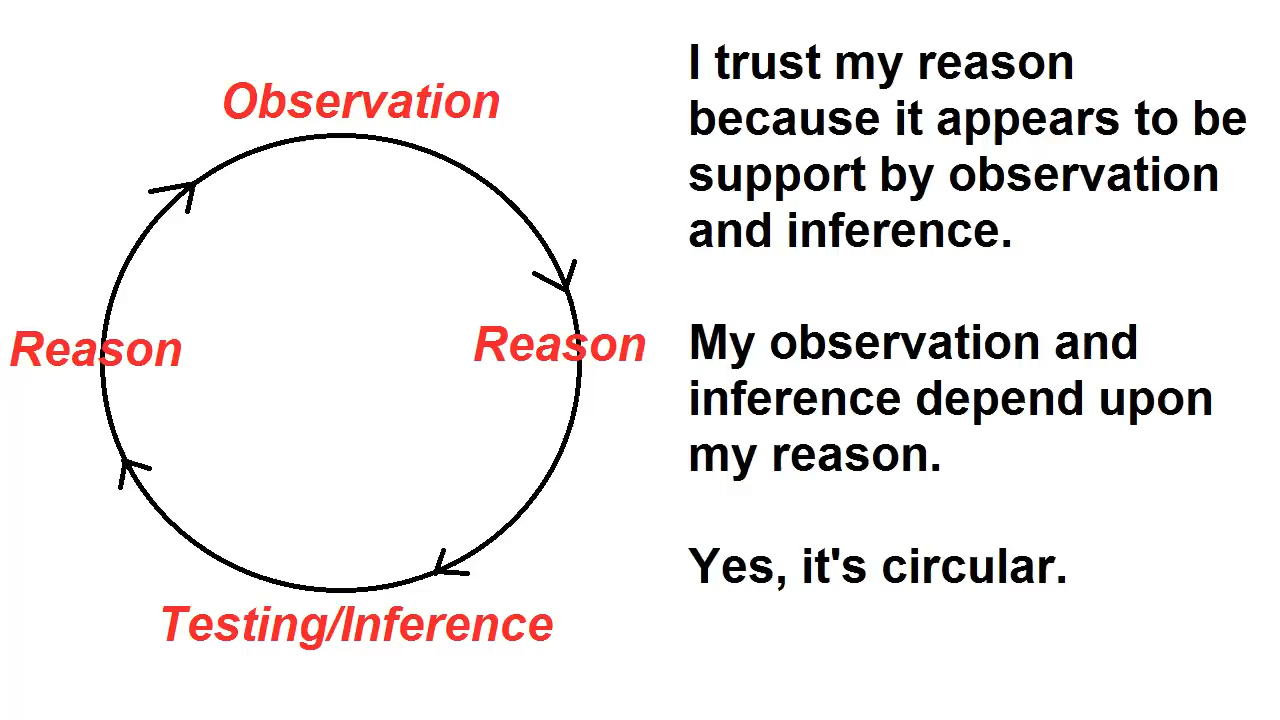 Observation
Reason
Reason
Testing/Inference
I trust my reason
because it appears to be
support by observation
and inference.
My observation and
inference depend upon
my reason.
Yes, it's circular.